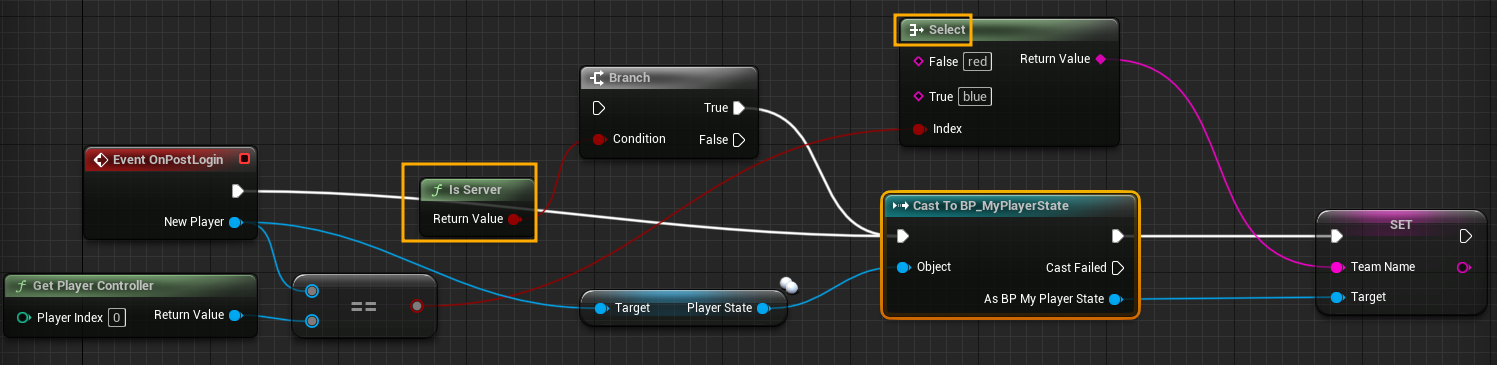 Select
False red
Return Value
True blue
Index
Branch
True
Condition
False
Event OnPostLogin
New Player
f Is Server
Return Value
Cast To BP_MyPlayerState
Object
Cast Failed
As BP My Player State
SET
Team Name
Target
f Get Player Controller
Player Index 0
Return Value
==
Target
Player State